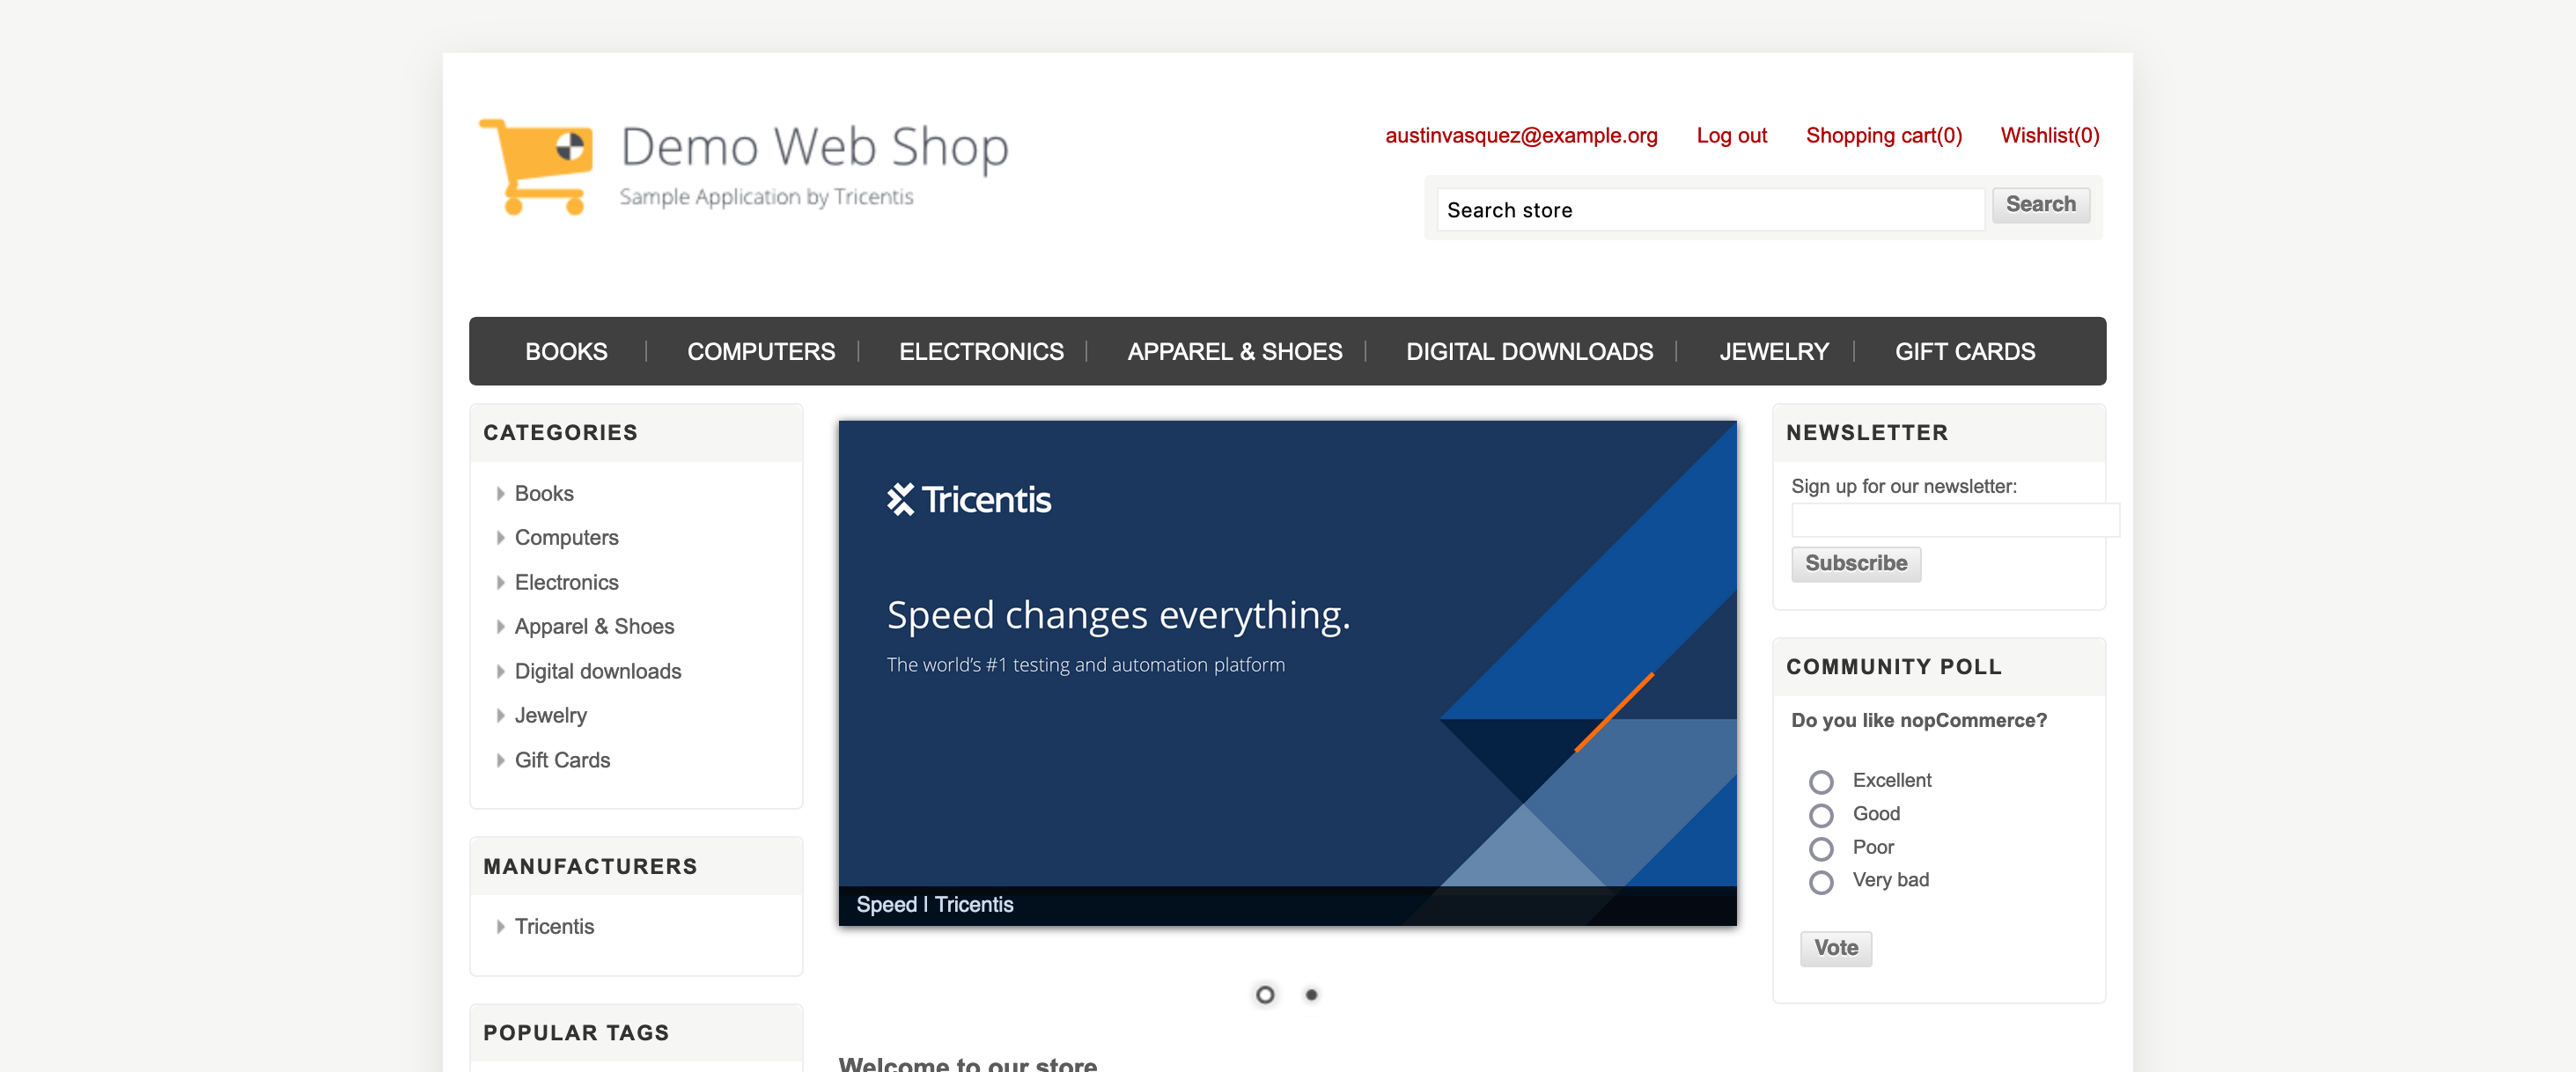 Demo Web Shop
Sample Application by Tricentis
austinvasquez@example.org Log out Shopping cart(0) Wishlist(0)
Search store Search
BOOKS COMPUTERS ELECTRONICS APPAREL & SHOES DIGITAL DOWNLOADS JEWELRY GIFT CARDS
CATEGORIES
Books
Computers
Electronics
Apparel & Shoes
Digital downloads
Jewelry
Gift Cards
MANUFACTURERS
Tricentis
POPULAR TAGS
Tricentis
Speed changes everything.
The world's #1 testing and automation platform
Speed | Tricentis
Welcome to our store
NEWSLETTER
Sign up for our newsletter:
Subscribe
COMMUNITY POLL
Do you like nopCommerce?
Excellent
Good
Poor
Very bad
Vote